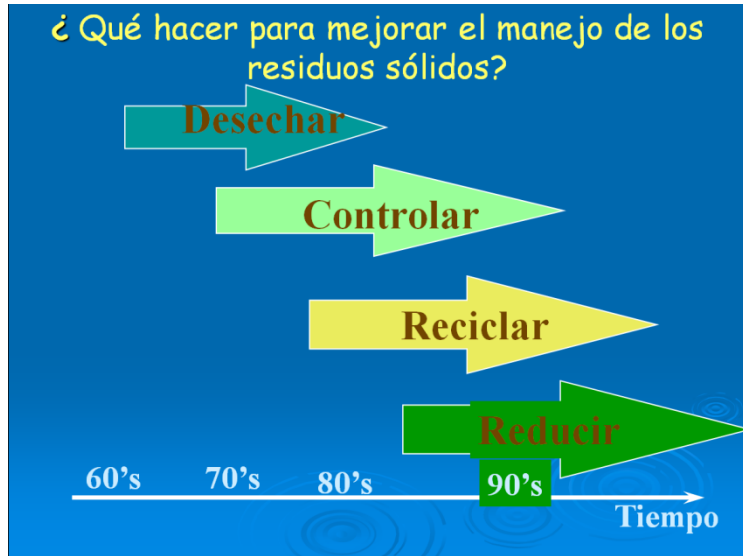 ¿ Qué hacer para mejorar el manejo de los
residuos sólidos?
Desechar
Controlar
Reciclar
Reducir
60's 70's 80's 90's
Tiempo